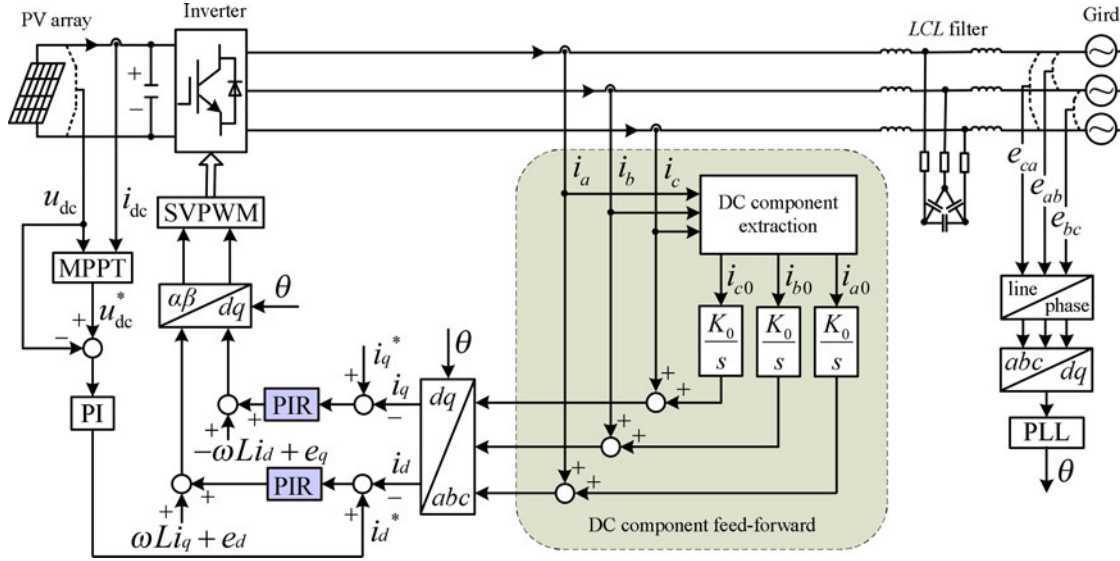 PV array
Inverter
LCL filter
Gird
+
−
u_dc
i_dc
i_a
i_b
i_c
DC component
extraction
e_ca
e_ab
e_bc
SVPWM
MPPT
u_dc*
αβ
dq
θ
i_c0
i_b0
i_a0
K_0
s
K_0
s
K_0
s
line
phase
abc
dq
PLL
θ
+
−
PI
i_q*
θ
+
i_q
−
PIR
+
+
−ωLi_d + e_q
dq
abc
+
+
+
+
+
+
i_d
−
PIR
+
+
+
i_d*
ωLi_q + e_d
DC component feed-forward